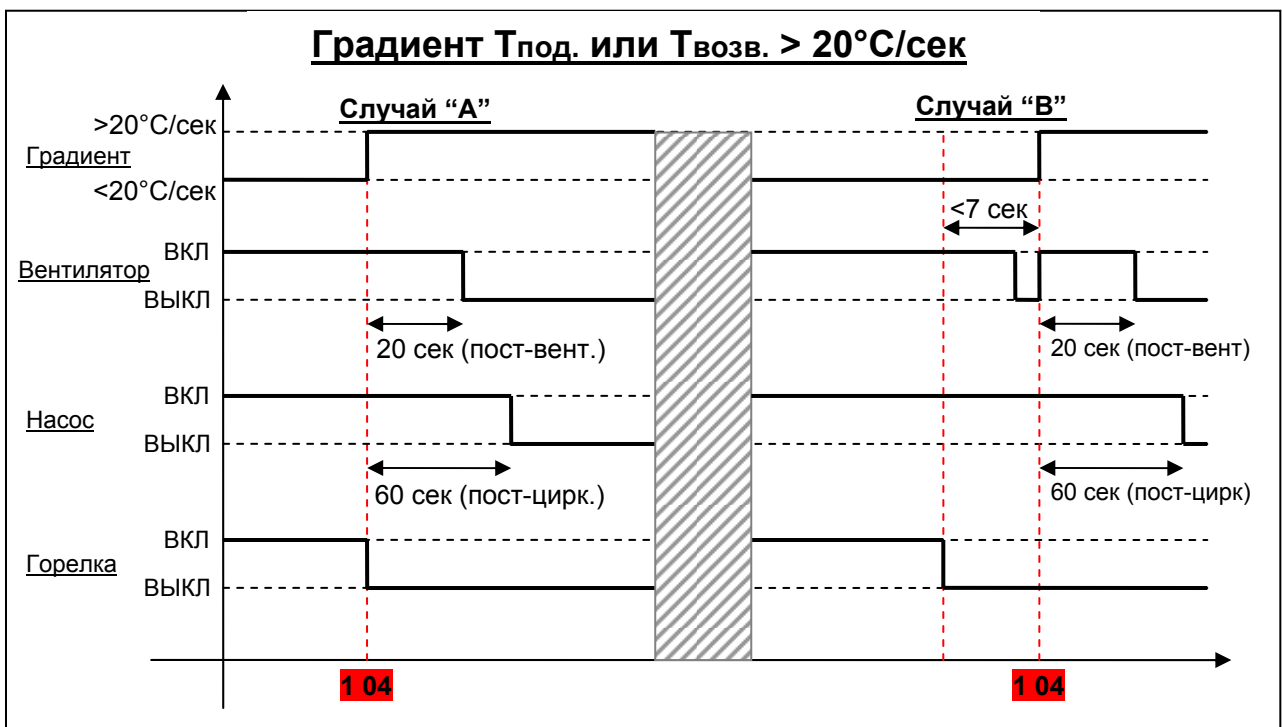 Градиент Тпод. или Твозв. > 20°С/сек
Случай “А”
Случай “В”
>20°С/сек
Градиент
<20°С/сек
<7 сек
ВКЛ
Вентилятор
ВЫКЛ
20 сек (пост-вент.)
20 сек (пост-вент)
ВКЛ
Насос
ВЫКЛ
60 сек (пост-цирк.)
60 сек (пост-цирк)
ВКЛ
Горелка
ВЫКЛ
1 04
1 04